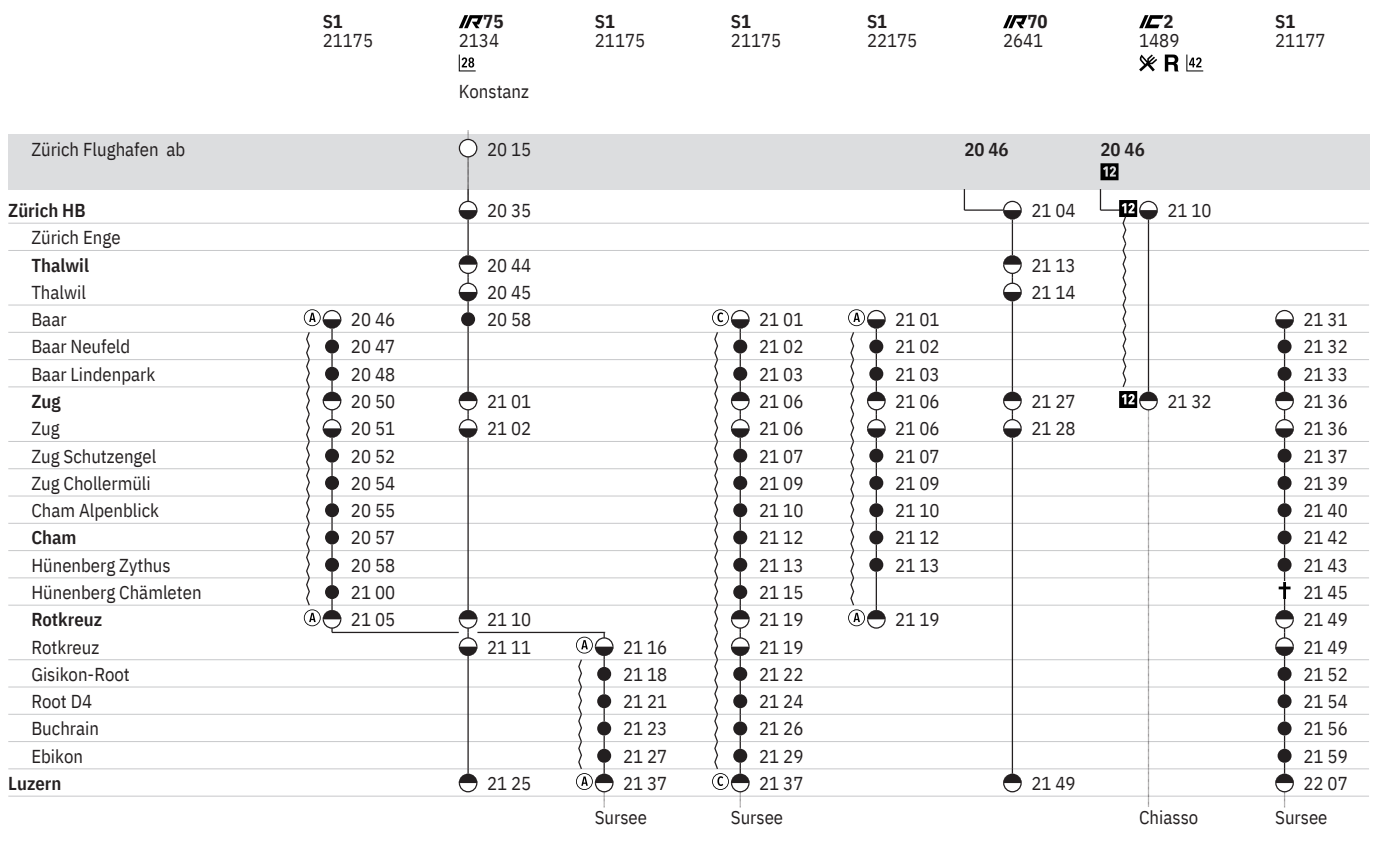 S1 IR75 S1 S1 S1 IR70 IC2 S1
21175 2134 21175 21175 22175 2641 1489 21177
28 R 42
Konstanz
Zürich Flughafen ab 20 15 20 46 20 46
12
Zürich HB 20 35 21 04 12 21 10
Zürich Enge
Thalwil 20 44 21 13
Thalwil 20 45 21 14
Baar A 20 46 20 58 C 21 01 A 21 01 21 31
Baar Neufeld 20 47 21 02 21 02 21 32
Baar Lindenpark 20 48 21 03 21 03 21 33
Zug 20 50 21 01 21 06 21 06 21 27 12 21 32 21 36
Zug 20 51 21 02 21 06 21 06 21 28 21 36
Zug Schutzengel 20 52 21 07 21 07 21 37
Zug Chollermüli 20 54 21 09 21 09 21 39
Cham Alpenblick 20 55 21 10 21 10 21 40
Cham 20 57 21 12 21 12 21 42
Hünenberg Zythus 20 58 21 13 21 13 21 43
Hünenberg Chämleten 21 00 21 15 21 45
Rotkreuz A 21 05 21 10 21 19 A 21 19 21 49
Rotkreuz 21 11 A 21 16 21 19 21 49
Gisikon-Root 21 18 21 22 21 52
Root D4 21 21 21 24 21 54
Buchrain 21 23 21 26 21 56
Ebikon 21 27 21 29 21 59
Luzern 21 25 A 21 37 C 21 37 21 49 22 07
Sursee Sursee Chiasso Sursee